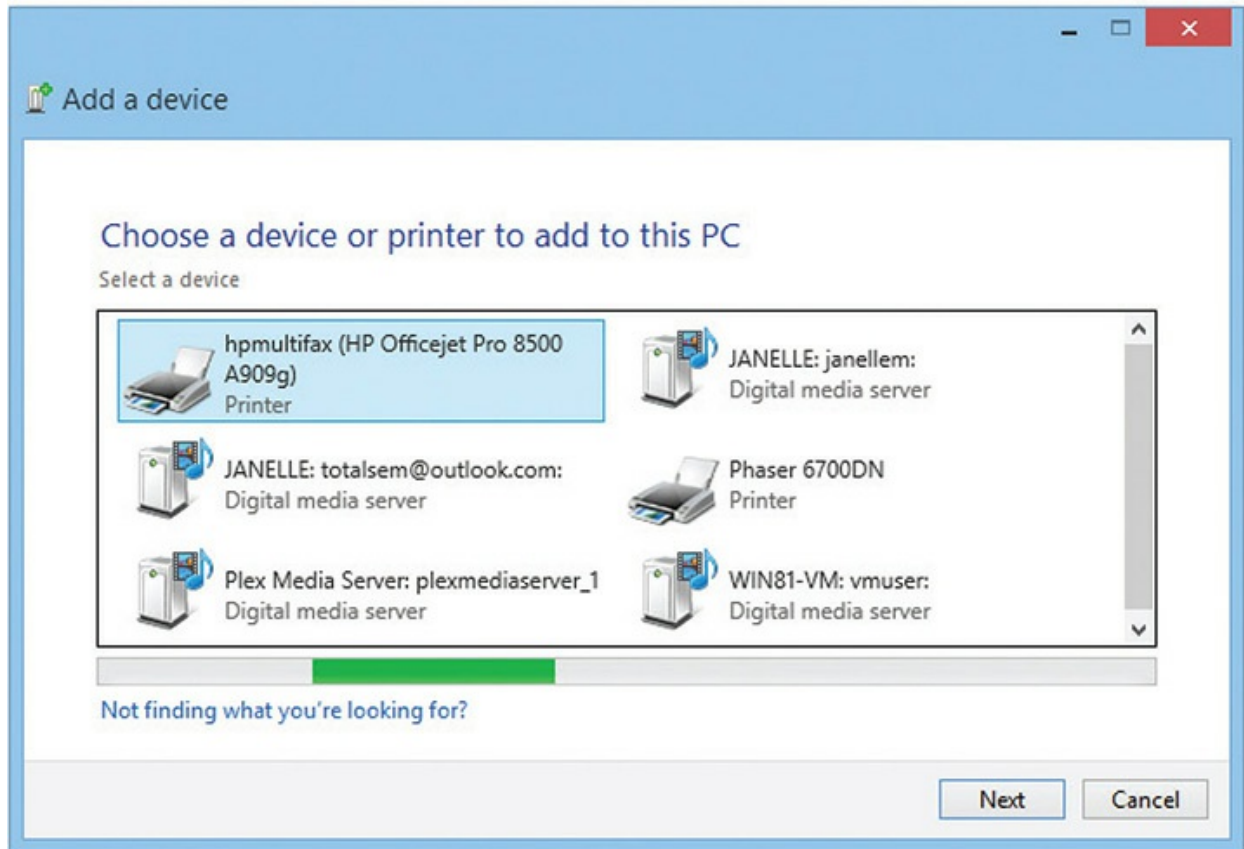 Add a device
Choose a device or printer to add to this PC
Select a device
hpmultifax (HP Officejet Pro 8500
A909g)
Printer
JANELLE: janellem:
Digital media server
JANELLE: totalsem@outlook.com:
Digital media server
Phaser 6700DN
Printer
Plex Media Server: plexmediaserver_1
Digital media server
WIN81-VM: vmuser:
Digital media server
Not finding what you're looking for?
Next
Cancel